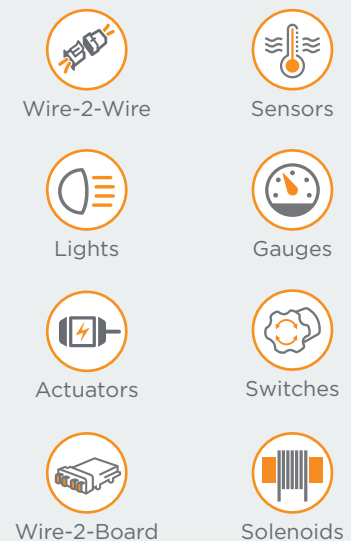 Wire-2-Wire
Sensors
Lights
Gauges
Actuators
Switches
Wire-2-Board
Solenoids